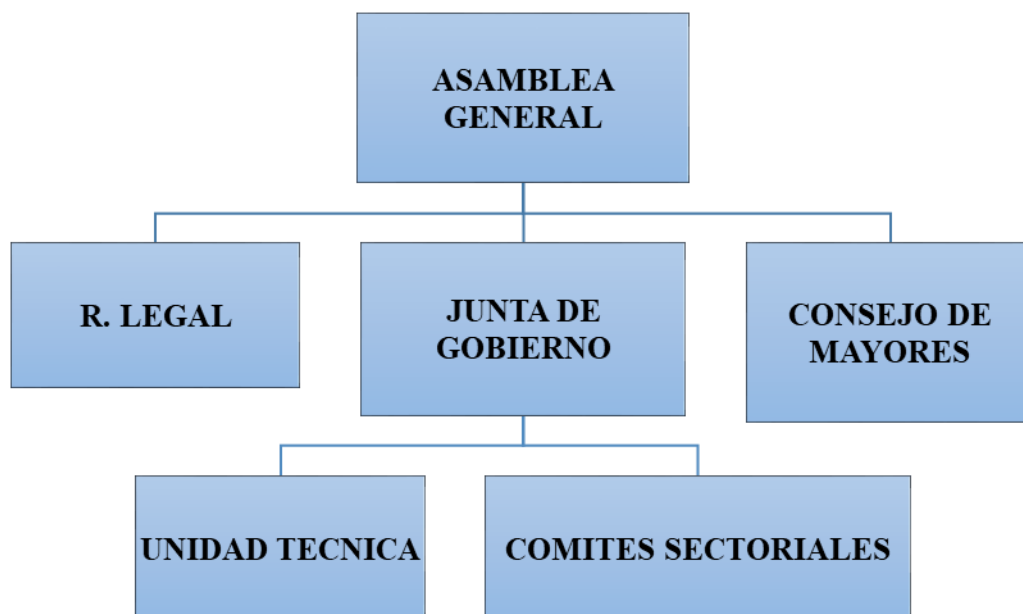 ASAMBLEA
GENERAL
R. LEGAL
JUNTA DE
GOBIERNO
CONSEJO DE
MAYORES
UNIDAD TECNICA
COMITES SECTORIALES